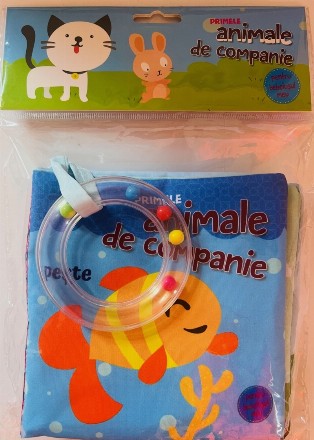 PRIMELE
animale
de companie
PRIMELE
animale
de companie
pește